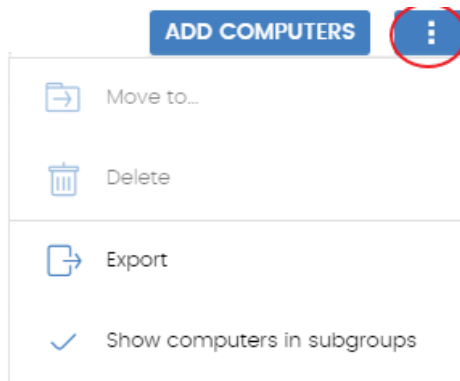 ADD COMPUTERS
Move to...
Delete
Export
Show computers in subgroups